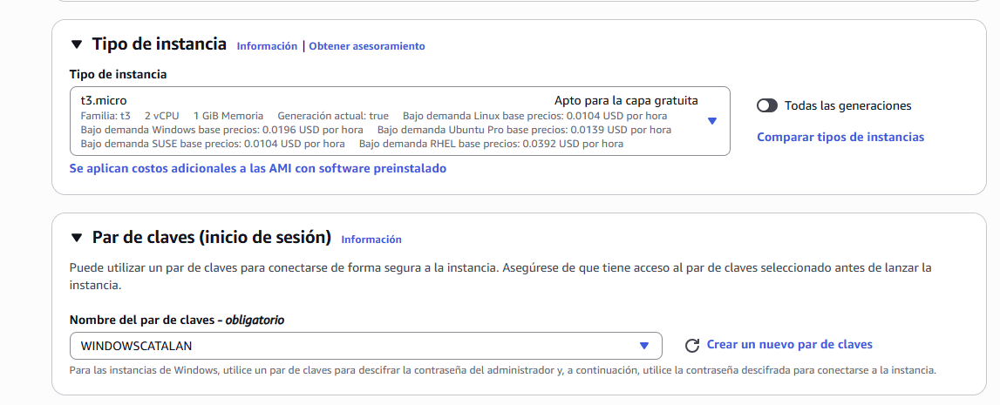 Tipo de instancia Información | Obtener asesoramiento
Tipo de instancia
t3.micro Apto para la capa gratuita
Familia: t3 2 vCPU 1 GiB Memoria Generación actual: true Bajo demanda Linux base precios: 0.0104 USD por hora
Bajo demanda Windows base precios: 0.0196 USD por hora Bajo demanda Ubuntu Pro base precios: 0.0139 USD por hora
Bajo demanda SUSE base precios: 0.0104 USD por hora Bajo demanda RHEL base precios: 0.0392 USD por hora
Todas las generaciones
Comparar tipos de instancias
Se aplican costos adicionales a las AMI con software preinstalado
Par de claves (inicio de sesión) Información
Puede utilizar un par de claves para conectarse de forma segura a la instancia. Asegúrese de que tiene acceso al par de claves seleccionado antes de lanzar la
instancia.
Nombre del par de claves - obligatorio
WINDOWSCATALAN
Crear un nuevo par de claves
Para las instancias de Windows, utilice un par de claves para descifrar la contraseña del administrador y, a continuación, utilice la contraseña descifrada para conectarse a la instancia.